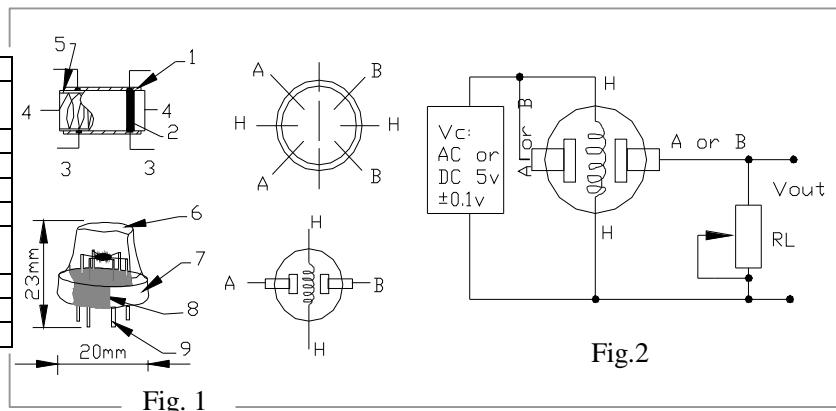 5
1
4
4
2
3
3
A
B
H
H
A
B
6
7
8
9
23mm
20mm
H
A
B
H
Fig. 1
H
Vc:
AC or
DC 5v
±0.1v
A or B
A or B
Vout
RL
H
Fig.2